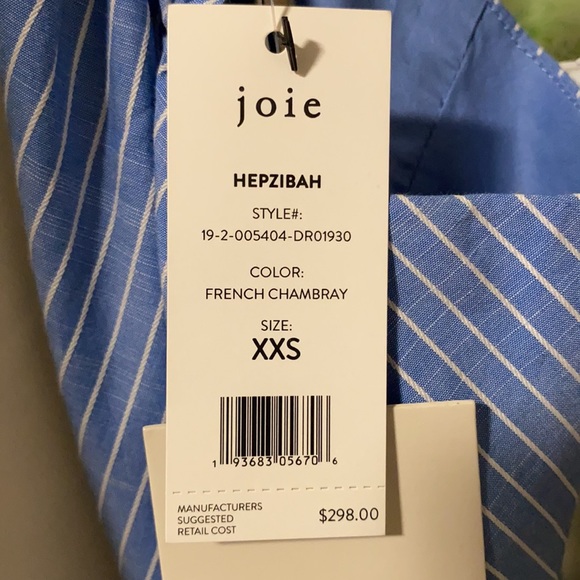 joie
HEPZIBAH
STYLE#:
19-2-005404-DR01930
COLOR:
FRENCH CHAMBRAY
SIZE:
XXS
1 93683 05670 6
MANUFACTURERS
SUGGESTED
RETAIL COST
$298.00